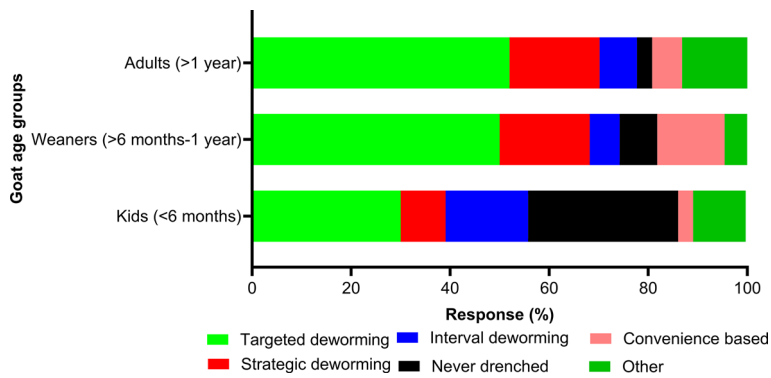 Goat age groups
Adults (>1 year)
Weaners (>6 months-1 year)
Kids (<6 months)
0 20 40 60 80 100
Response (%)
Targeted deworming Interval deworming Convenience based
Strategic deworming Never drenched Other